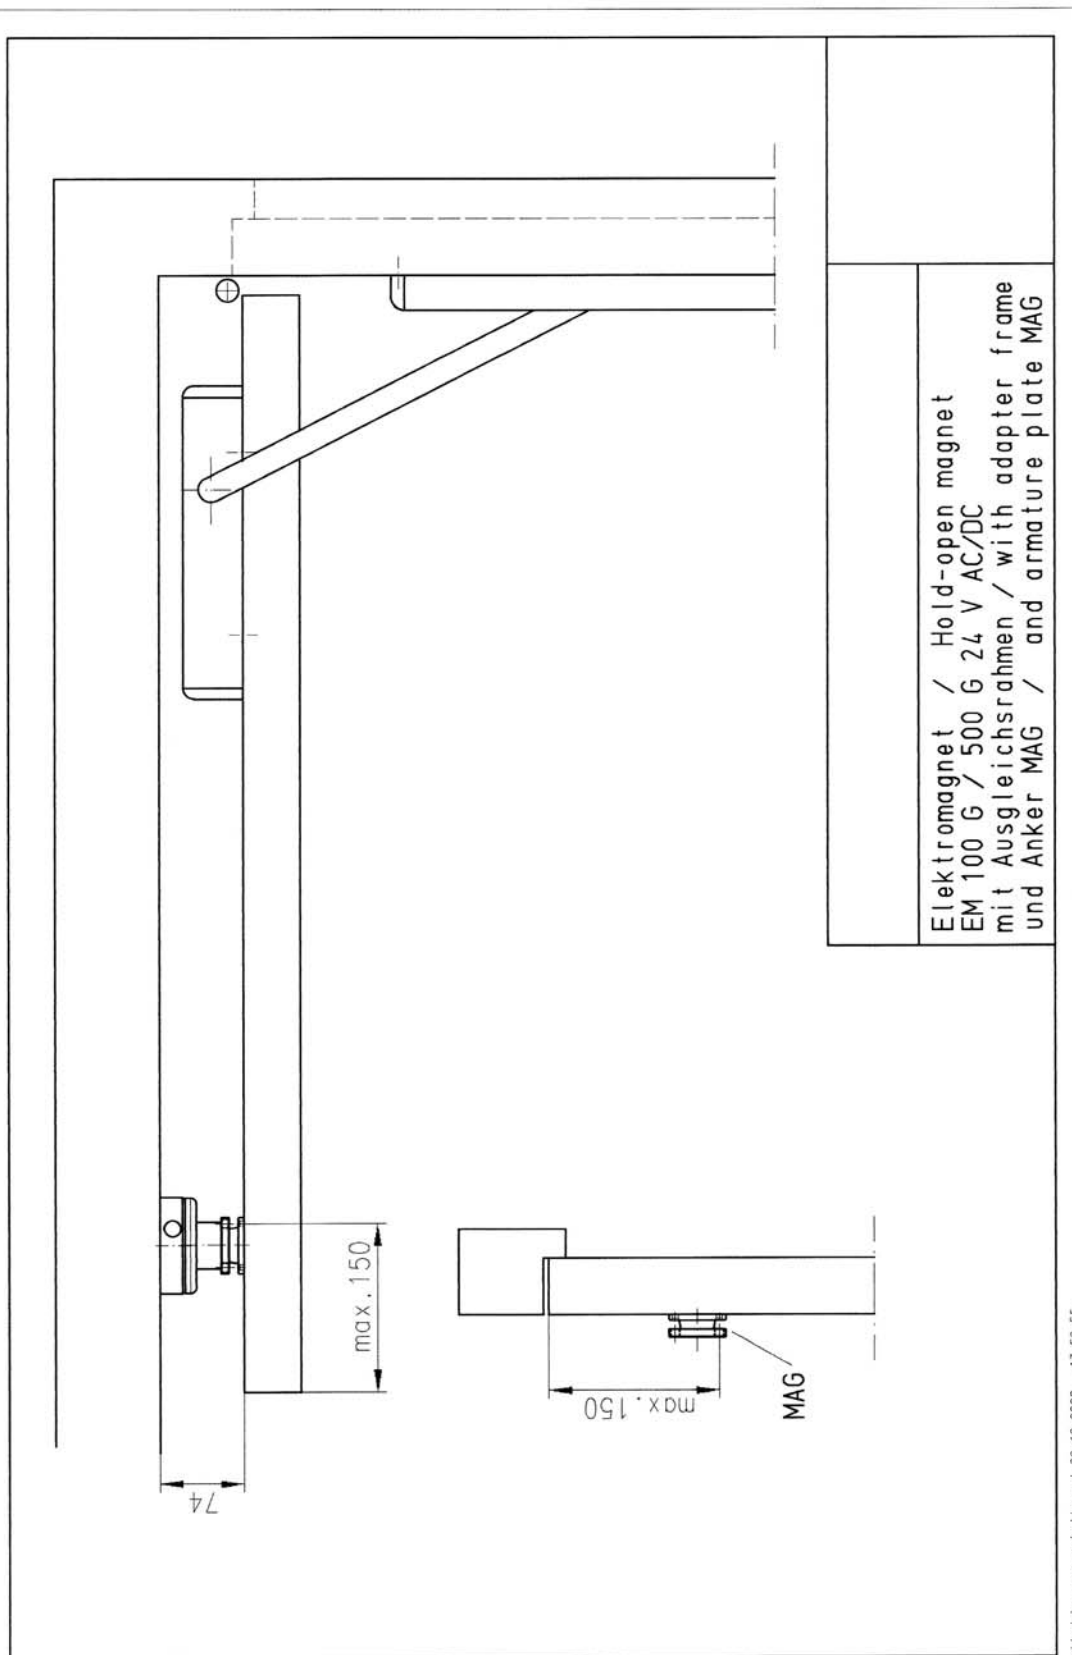 74
max.150
max.150
MAG
Elektromagnet / Hold-open magnet
EM 100 G / 500 G 24 V AC/DC
mit Ausgleichsrahmen / with adapter frame
und Anker MAG / and armature plate MAG